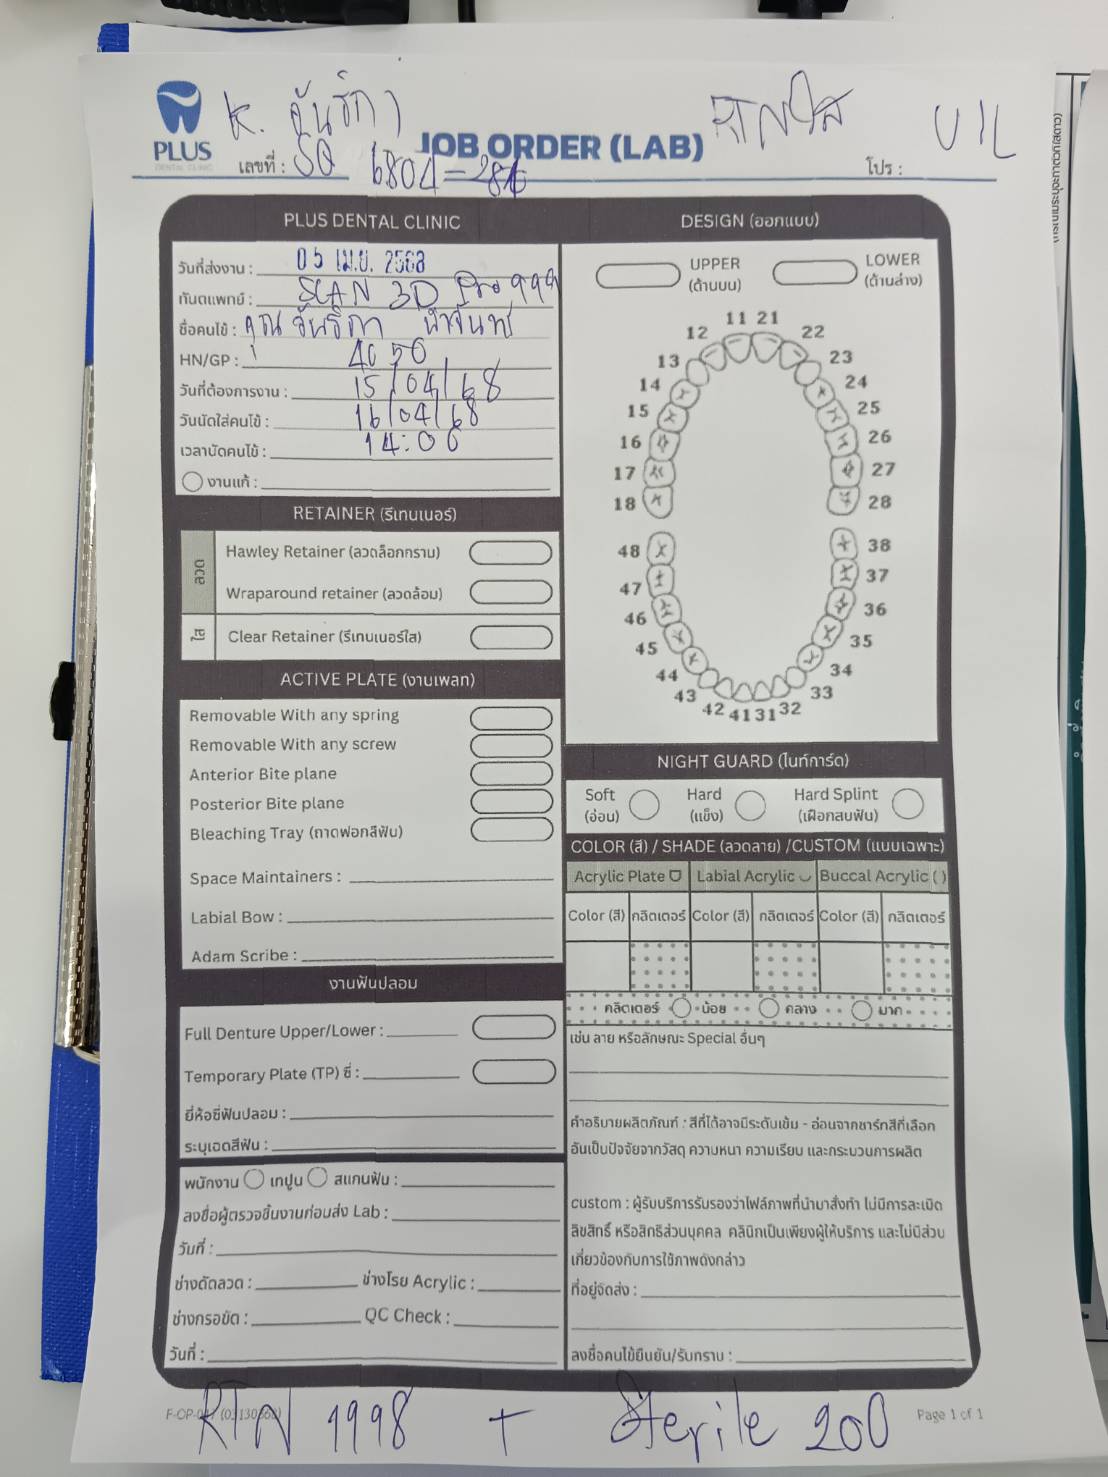 K. จันริกา
RTNใส U/L
PLUS
DENTAL CLINIC
JOB ORDER (LAB)
เลขที่ : SO 6804-286
โปร :
PLUS DENTAL CLINIC
วันที่ส่งงาน : 05 เม.ย. 2568
ทันตแพทย์ : SCAN 3D โปร 999
ชื่อคนไข้ : คุณ จันริกา
HN/GP : 4050
วันที่ต้องการงาน : 15/04/68
วันนัดใส่คนไข้ : 16/04/68
เวลานัดคนไข้ : 14:00
งานแก้ :
RETAINER (รีเทนเนอร์)
ลวด
Hawley Retainer (ลวดล็อกกราม)
Wraparound retainer (ลวดล้อม)
ใส
Clear Retainer (รีเทนเนอร์ใส)
ACTIVE PLATE (งานเพลท)
Removable With any spring
Removable With any screw
Anterior Bite plane
Posterior Bite plane
Bleaching Tray (ถาดฟอกสีฟัน)
Space Maintainers :
Labial Bow :
Adam Scribe :
งานฟันปลอม
Full Denture Upper/Lower :
Temporary Plate (TP) ซี่ :
ยี่ห้อซี่ฟันปลอม :
ระบุเฉดสีฟัน :
พนักงาน เทปูน สแกนฟัน :
ลงชื่อผู้ตรวจชิ้นงานก่อนส่ง Lab :
วันที่ :
ช่างดัดลวด : ช่างโรย Acrylic :
ช่างกรอขัด : QC Check :
วันที่ :
DESIGN (ออกแบบ)
UPPER LOWER
(ด้านบน) (ด้านล่าง)
11 21
12 22
13 23
14 24
15 25
16 26
17 27
18 28
48 38
47 37
46 36
45 35
44 34
43 33
42 41 31 32
NIGHT GUARD (ไนท์การ์ด)
Soft Hard Hard Splint
(อ่อน) (แข็ง) (เฝือกสบฟัน)
COLOR (สี) / SHADE (ลวดลาย) /CUSTOM (แบบเฉพาะ)
Acrylic Plate Labial Acrylic Buccal Acrylic ( )
Color (สี) กลิตเตอร์ Color (สี) กลิตเตอร์ Color (สี) กลิตเตอร์
กลิตเตอร์ น้อย กลาง มาก
เช่น ลาย หรือลักษณะ Special อื่นๆ
คำอธิบายผลิตภัณฑ์ : สีที่ได้อาจมีระดับเข้ม - อ่อนจากชาร์ทสีที่เลือก
อันเป็นปัจจัยจากวัสดุ ความหนา ความเรียบ และกระบวนการผลิต
custom : ผู้รับบริการรับรองว่าไฟล์ภาพที่นำมาสั่งทำ ไม่มีการละเมิด
ลิขสิทธิ์ หรือสิทธิส่วนบุคคล คลินิกเป็นเพียงผู้ให้บริการ และไม่มีส่วน
เกี่ยวข้องกับการใช้ภาพดังกล่าว
ที่อยู่จัดส่ง :
ลงชื่อคนไข้ยืนยัน/รับทราบ :
RTN 1998 + Sterile 200
Page 1 of 1